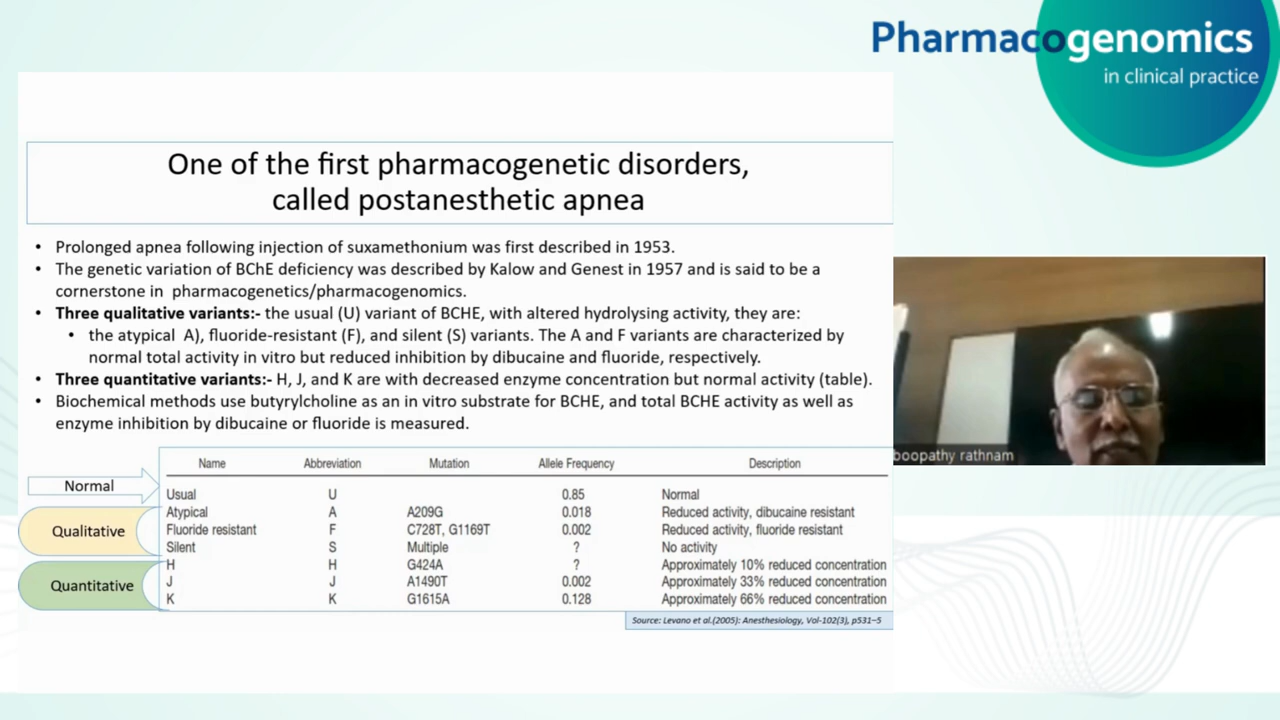 Pharmacogenomics
in clinical practice
One of the first pharmacogenetic disorders,
called postanesthetic apnea
• Prolonged apnea following injection of suxamethonium was first described in 1953.
• The genetic variation of BChE deficiency was described by Kalow and Genest in 1957 and is said to be a
cornerstone in pharmacogenetics/pharmacogenomics.
• Three qualitative variants:- the usual (U) variant of BCHE, with altered hydrolysing activity, they are:
• the atypical A), fluoride-resistant (F), and silent (S) variants. The A and F variants are characterized by
normal total activity in vitro but reduced inhibition by dibucaine and fluoride, respectively.
• Three quantitative variants:- H, J, and K are with decreased enzyme concentration but normal activity (table).
• Biochemical methods use butyrylcholine as an in vitro substrate for BCHE, and total BCHE activity as well as
enzyme inhibition by dibucaine or fluoride is measured.
Name Abbreviation Mutation Allele Frequency Description
Normal
Usual U 0.85 Normal
Atypical A A209G 0.018 Reduced activity, dibucaine resistant
Qualitative
Fluoride resistant F C728T, G1169T 0.002 Reduced activity, fluoride resistant
Silent S Multiple ? No activity
H H G424A ? Approximately 10% reduced concentration
Quantitative
J J A1490T 0.002 Approximately 33% reduced concentration
K K G1615A 0.128 Approximately 66% reduced concentration
Source: Levano et al.(2005): Anesthesiology, Vol-102(3), p531–5
boopathy rathnam